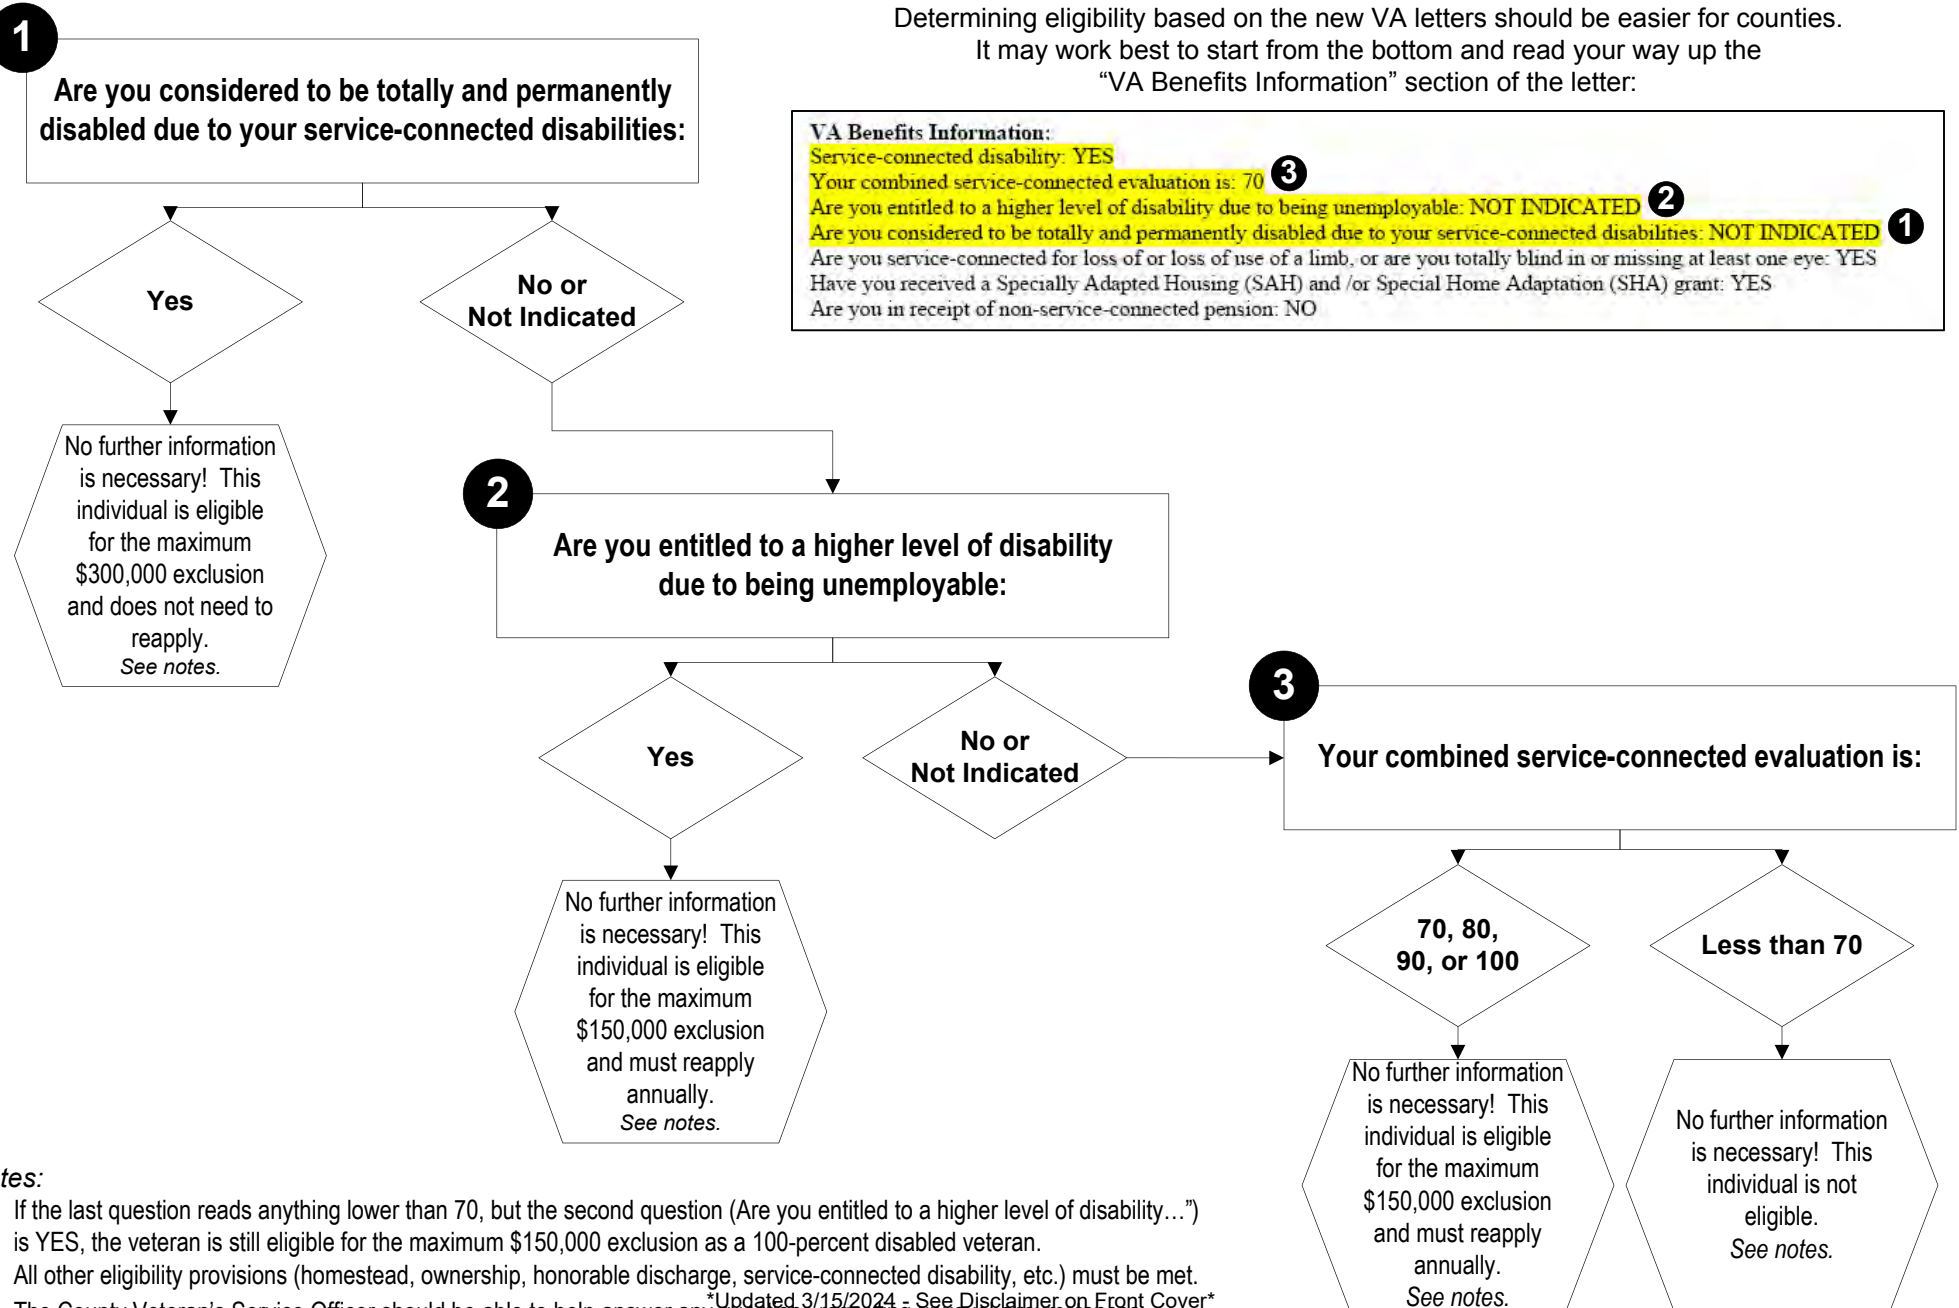 1
Are you considered to be totally and permanently
disabled due to your service-connected disabilities:
Determining eligibility based on the new VA letters should be easier for counties.
It may work best to start from the bottom and read your way up the
“VA Benefits Information” section of the letter:
VA Benefits Information:
Service-connected disability: YES
Your combined service-connected evaluation is: 70 3
Are you entitled to a higher level of disability due to being unemployable: NOT INDICATED 2
Are you considered to be totally and permanently disabled due to your service-connected disabilities: NOT INDICATED 1
Are you service-connected for loss of or loss of use of a limb, or are you totally blind in or missing at least one eye: YES
Have you received a Specially Adapted Housing (SAH) and /or Special Home Adaptation (SHA) grant: YES
Are you in receipt of non-service-connected pension: NO
Yes
No or
Not Indicated
No further information
is necessary! This
individual is eligible
for the maximum
$300,000 exclusion
and does not need to
reapply.
See notes.
2
Are you entitled to a higher level of disability
due to being unemployable:
Yes
No or
Not Indicated
No further information
is necessary! This
individual is eligible
for the maximum
$150,000 exclusion
and must reapply
annually.
See notes.
3
Your combined service-connected evaluation is:
70, 80,
90, or 100
Less than 70
No further information
is necessary! This
individual is eligible
for the maximum
$150,000 exclusion
and must reapply
annually.
See notes.
No further information
is necessary! This
individual is not
eligible.
See notes.
tes:
If the last question reads anything lower than 70, but the second question (Are you entitled to a higher level of disability…”)
is YES, the veteran is still eligible for the maximum $150,000 exclusion as a 100-percent disabled veteran.
All other eligibility provisions (homestead, ownership, honorable discharge, service-connected disability, etc.) must be met.
The County Veteran’s Service Officer should be able to help answer any
*Updated 3/15/2024 - See Disclaimer on Front Cover*